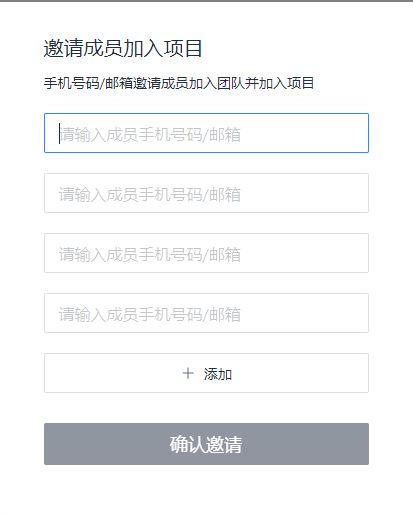 邀请成员加入项目
手机号码/邮箱邀请成员加入团队并加入项目
请输入成员手机号码/邮箱
请输入成员手机号码/邮箱
请输入成员手机号码/邮箱
请输入成员手机号码/邮箱
+ 添加
确认邀请